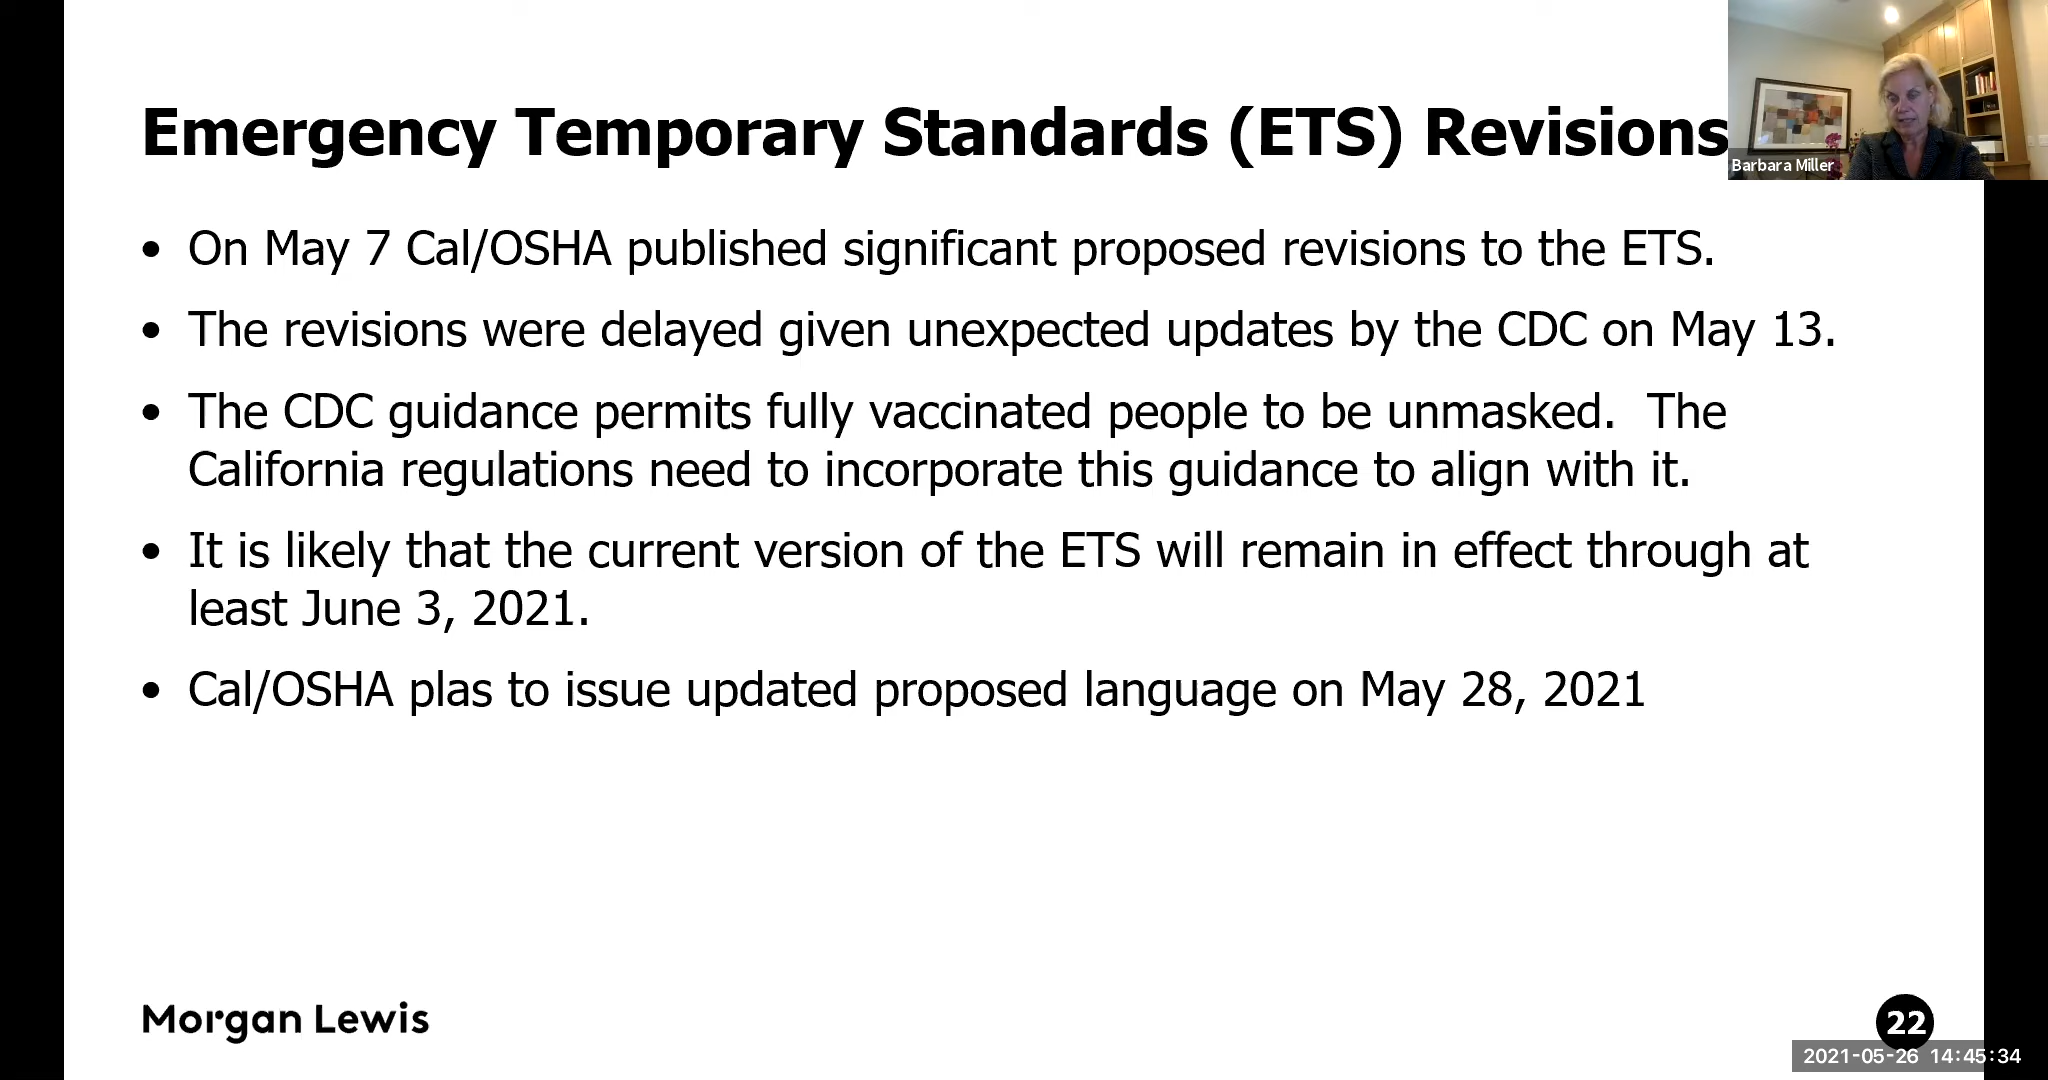 Emergency Temporary Standards (ETS) Revisions
Barbara Miller
• On May 7 Cal/OSHA published significant proposed revisions to the ETS.
• The revisions were delayed given unexpected updates by the CDC on May 13.
• The CDC guidance permits fully vaccinated people to be unmasked.  The
California regulations need to incorporate this guidance to align with it.
• It is likely that the current version of the ETS will remain in effect through at
least June 3, 2021.
• Cal/OSHA plas to issue updated proposed language on May 28, 2021
Morgan Lewis
22
2021-05-26 14:45:34